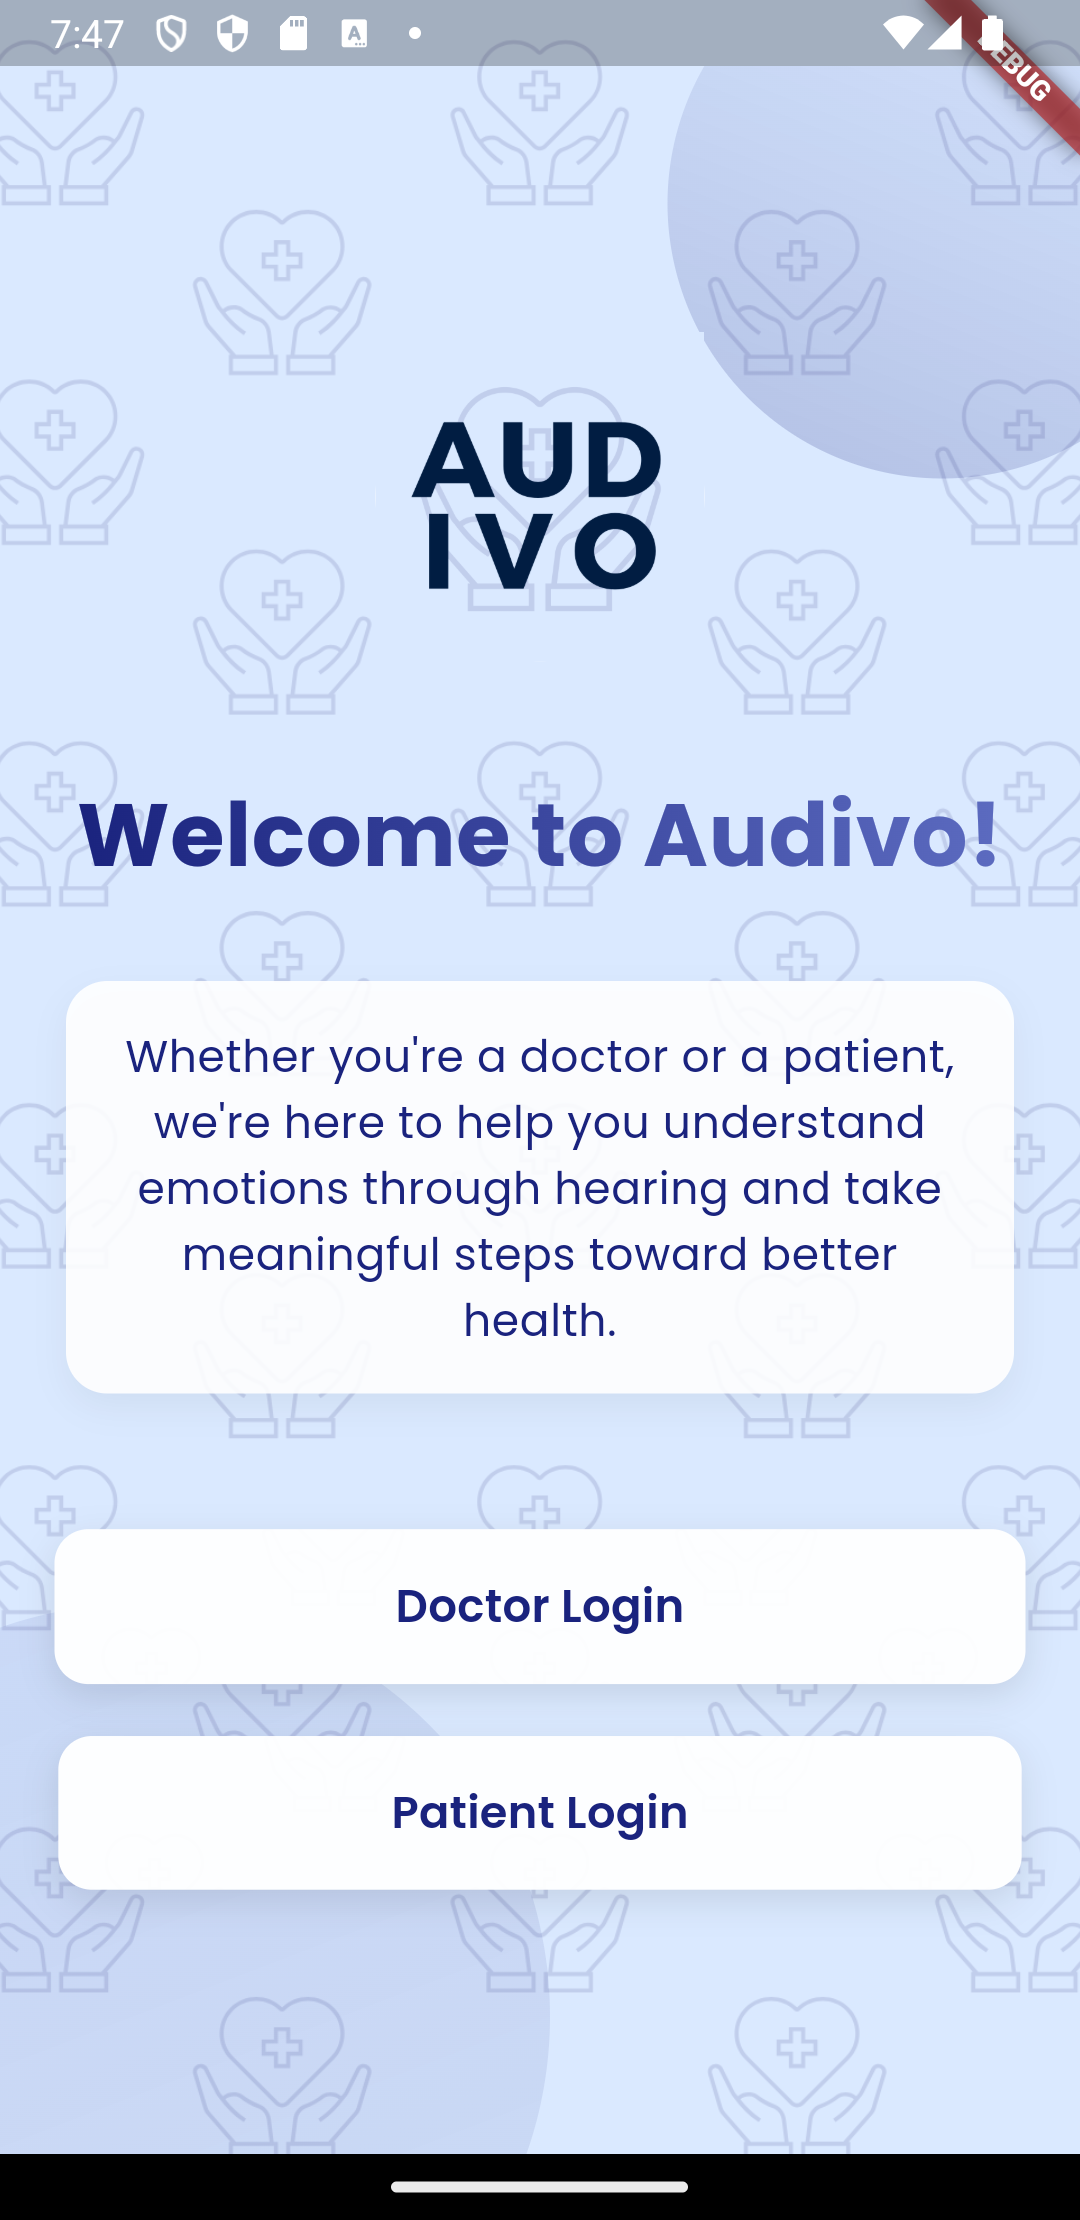 7:47
DEBUG
AUD
IVO
Welcome to Audivo!
Whether you're a doctor or a patient,
we're here to help you understand
emotions through hearing and take
meaningful steps toward better
health.
Doctor Login
Patient Login